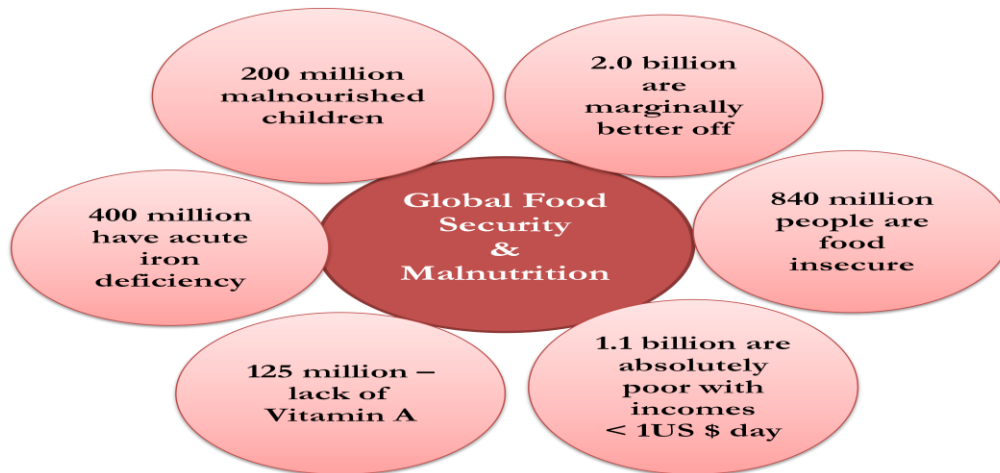 200 million
malnourished
children
2.0 billion
are
marginally
better off
Global Food
Security
&
Malnutrition
840 million
people are
food
insecure
400 million
have acute
iron
deficiency
125 million –
lack of
Vitamin A
1.1 billion are
absolutely
poor with
incomes
< 1US $ day